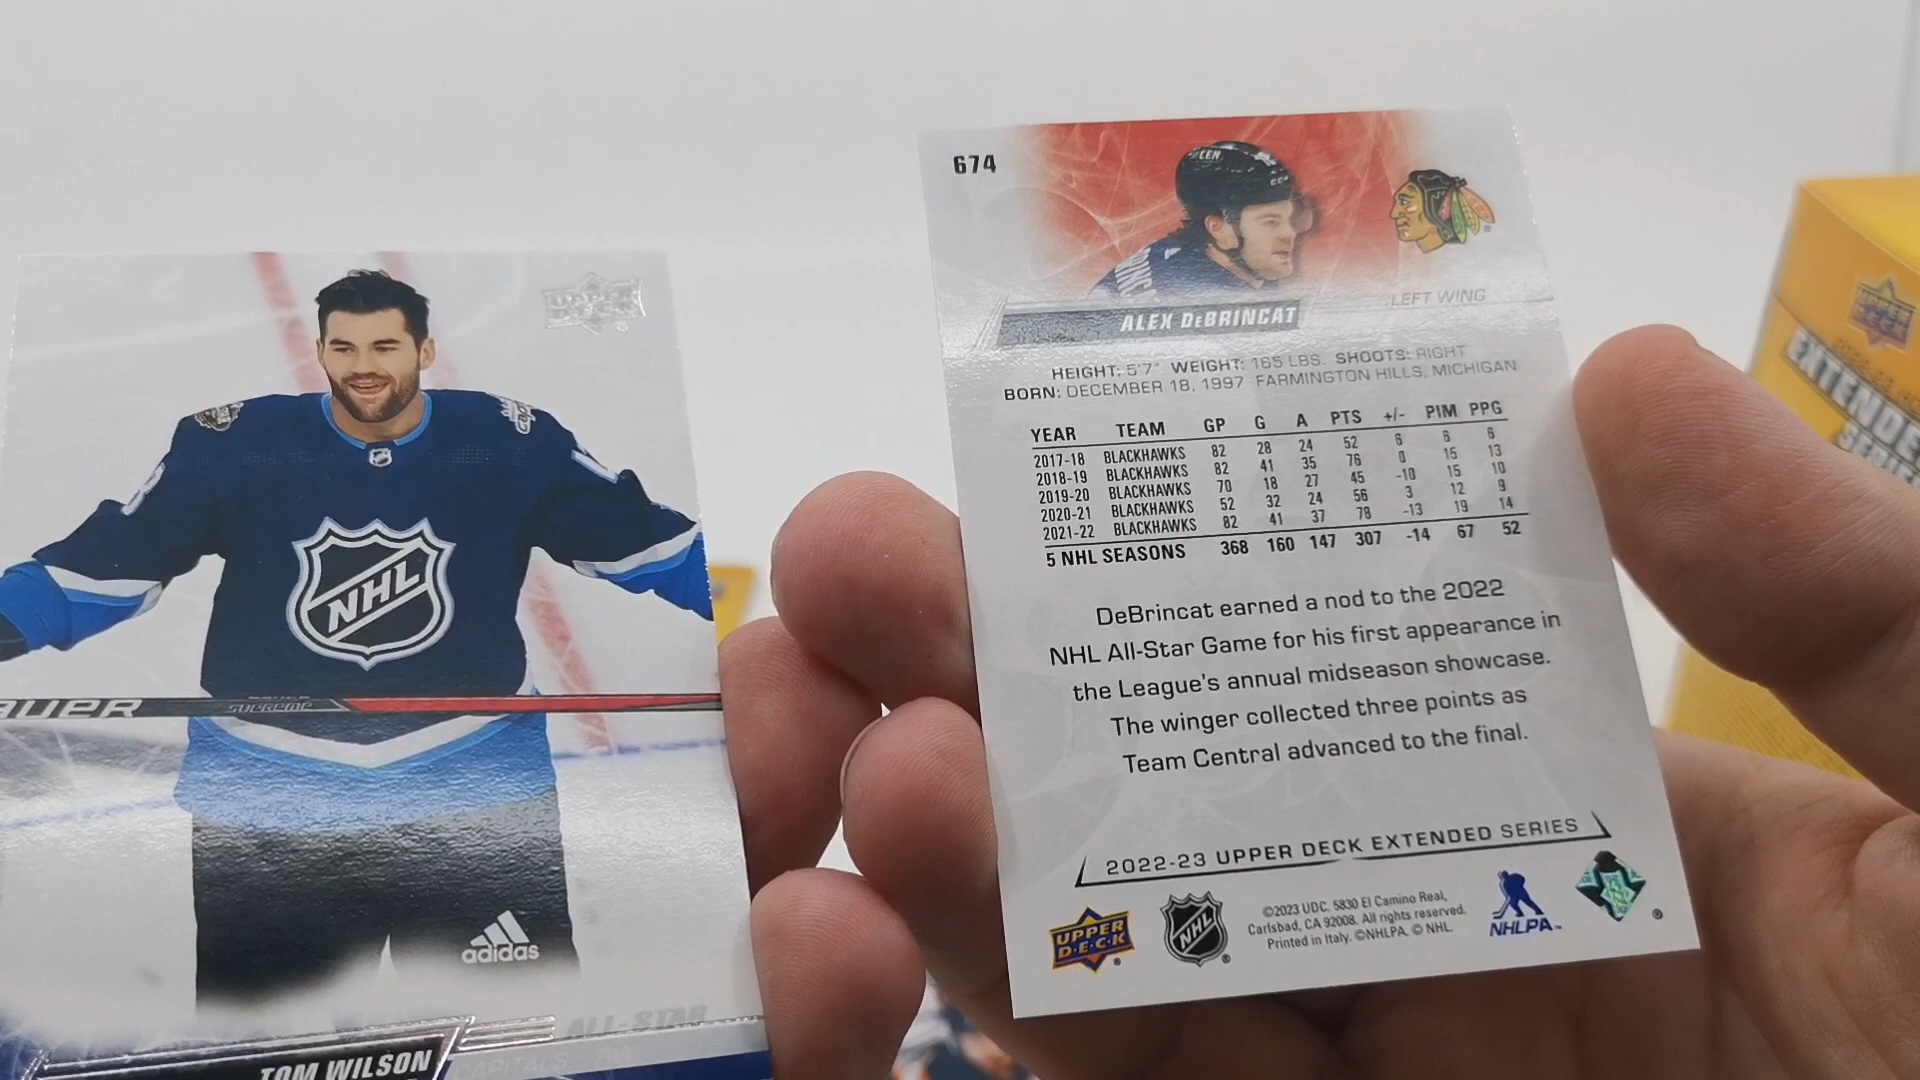 UPPER DECK
NHL
BAUER
SUPREME
adidas
ALL-STAR
TOM WILSON
CAPITALS - RW
674
ALEX DeBRINCAT
LEFT WING
HEIGHT: 5'7" WEIGHT: 165 LBS. SHOOTS: RIGHT
BORN: DECEMBER 18, 1997 FARMINGTON HILLS, MICHIGAN
YEAR TEAM GP G A PTS +/- PIM PPG
2017-18 BLACKHAWKS 82 28 24 52 6 6 6
2018-19 BLACKHAWKS 82 41 35 76 0 15 13
2019-20 BLACKHAWKS 70 18 27 45 -10 15 10
2020-21 BLACKHAWKS 52 32 24 56 3 12 9
2021-22 BLACKHAWKS 82 41 37 78 -13 19 14
5 NHL SEASONS 368 160 147 307 -14 67 52
DeBrincat earned a nod to the 2022
NHL All-Star Game for his first appearance in
the League's annual midseason showcase.
The winger collected three points as
Team Central advanced to the final.
2022-23 UPPER DECK EXTENDED SERIES
UPPER
D·E·C·K
NHL
©2023 UDC. 5830 El Camino Real,
Carlsbad, CA 92008. All rights reserved.
Printed in Italy. ©NHLPA. © NHL.
NHLPA™
UPPER
DECK
EXTENDED